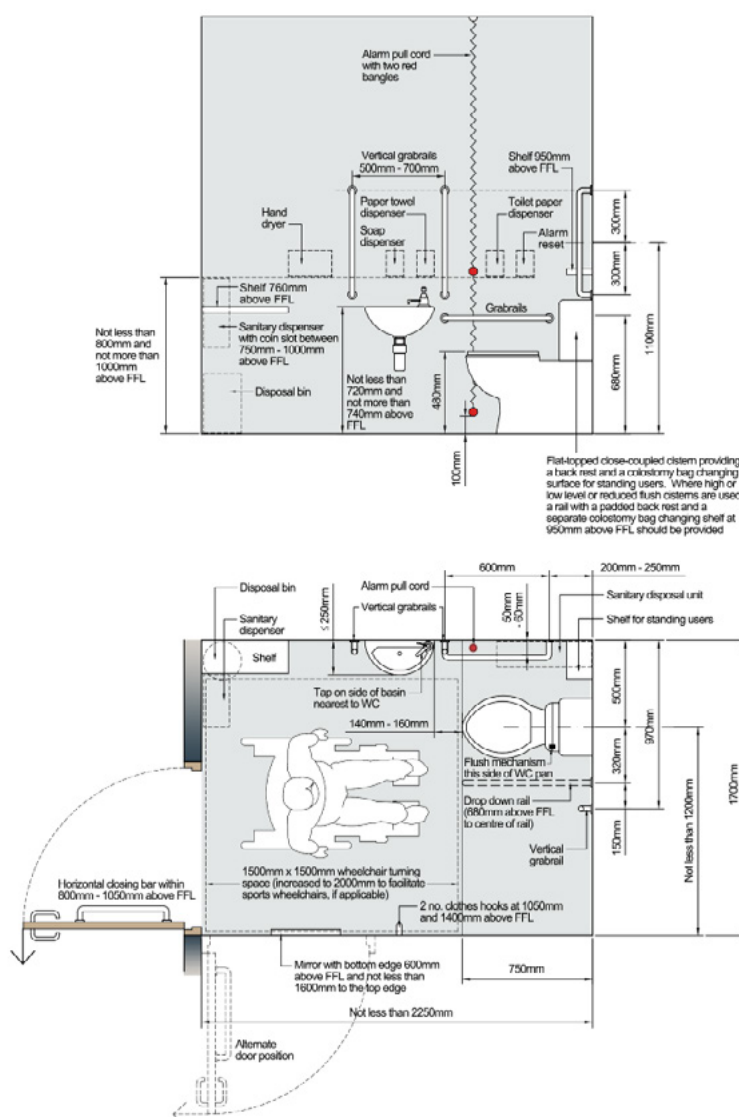 Alarm pull cord
with two red
bangles
Vertical grabrails
500mm - 700mm
Shelf 950mm
above FFL
Hand
dryer
Paper towel
dispenser
Soap
dispenser
Toilet paper
dispenser
Alarm
reset
300mm
300mm
1100mm
680mm
Shelf 760mm
above FFL
Sanitary dispenser
with coin slot between
750mm - 1000mm
above FFL
Not less than
800mm and
not more than
1000mm
above FFL
Disposal bin
Grabrails
Not less than
720mm and
not more than
740mm above
FFL
480mm
100mm
Flat-topped close-coupled cistern providing
a back rest and a colostomy bag changing
surface for standing users. Where high or
low level or reduced flush cisterns are used
a rail with a padded back rest and a
separate colostomy bag changing shelf at
950mm above FFL should be provided
Disposal bin
Sanitary
dispenser
Shelf
≤ 250mm
Alarm pull cord
Vertical grabrails
600mm
200mm - 250mm
50mm
- 60mm
Sanitary disposal unit
Shelf for standing users
Tap on side of basin
nearest to WC
140mm - 160mm
500mm
970mm
320mm
150mm
Not less than 1200mm
1700mm
Flush mechanism
this side of WC pan
Drop down rail
(680mm above FFL
to centre of rail)
Vertical
grabrail
1500mm x 1500mm wheelchair turning
space (increased to 2000mm to facilitate
sports wheelchairs, if applicable)
Horizontal closing bar within
800mm - 1050mm above FFL
2 no. clothes hooks at 1050mm
and 1400mm above FFL
Mirror with bottom edge 600mm
above FFL and not less than
1600mm to the top edge
750mm
Not less than 2250mm
Alternate
door position